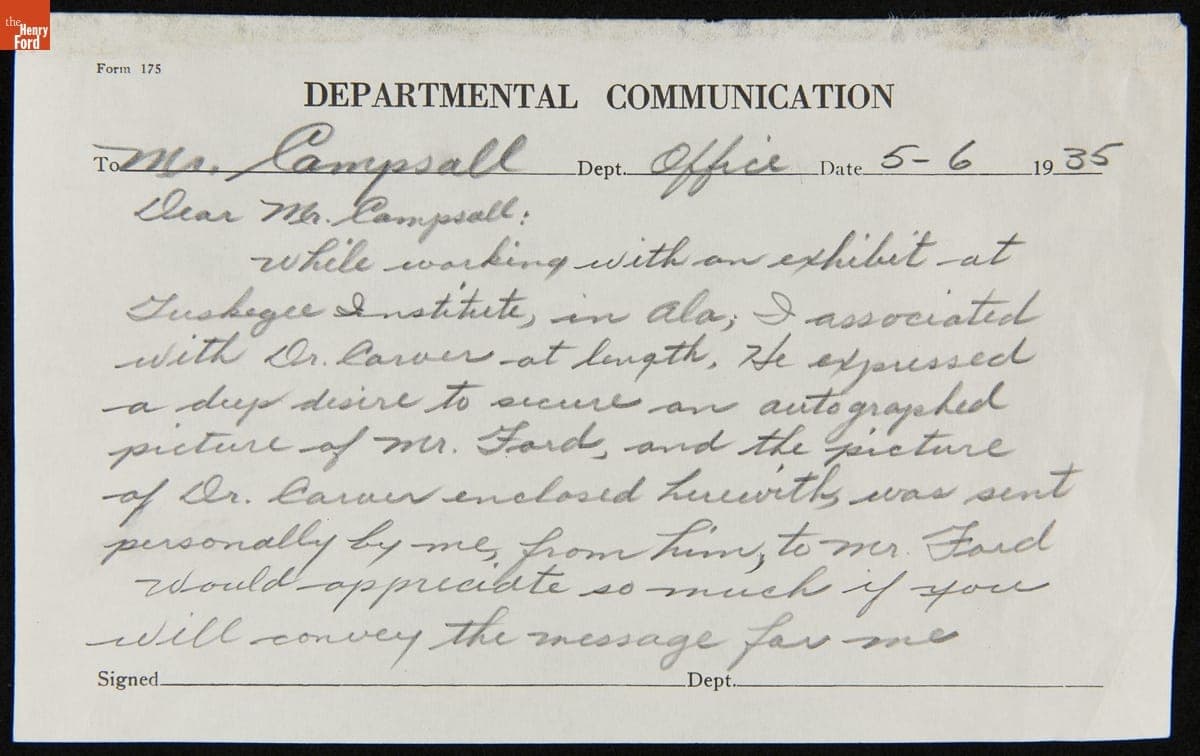 the Henry Ford
Form 175
DEPARTMENTAL COMMUNICATION
To Mr. Campsall Dept. Office Date 5-6 1935
Dear Mr. Campsall:
While working with an exhibit at
Tuskegee Institute, in Ala; I associated
with Dr. Carver at length. He expressed
a deep desire to secure an autographed
picture of Mr. Ford, and the picture
of Dr. Carver enclosed herewith, was sent
personally by me, from him, to Mr. Ford
Would appreciate so much if you
will convey the message for me
Signed Dept.